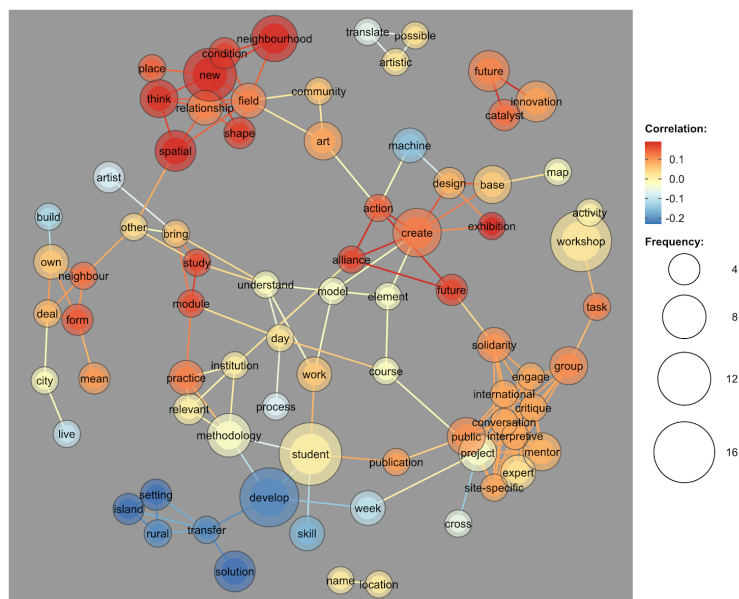 translate
possible
artistic
neighbourhood
condition
place
new
think
field
relationship
shape
spatial
community
art
future
innovation
catalyst
machine
design
base
map
artist
action
create
exhibition
activity
workshop
build
other
bring
alliance
own
neighbour
study
understand
model
element
future
deal
form
module
task
day
solidarity
city
mean
practice
institution
work
course
engage
group
international
relevant
process
critique
live
methodology
conversation
public
interpretive
student
publication
project
mentor
expert
site-specific
setting
develop
island
week
cross
rural
transfer
skill
solution
name
location
Correlation:
0.1
0.0
-0.1
-0.2
Frequency:
4
8
12
16